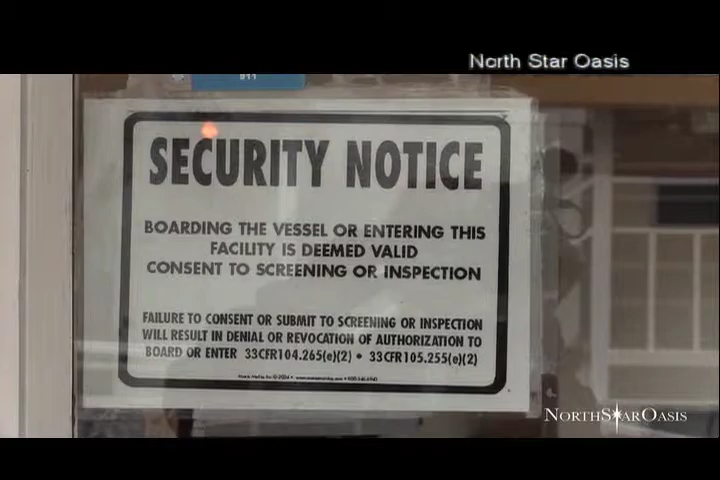 North Star Oasis
911
SECURITY NOTICE
BOARDING THE VESSEL OR ENTERING THIS
FACILITY IS DEEMED VALID
CONSENT TO SCREENING OR INSPECTION
FAILURE TO CONSENT OR SUBMIT TO SCREENING OR INSPECTION
WILL RESULT IN DENIAL OR REVOCATION OF AUTHORIZATION TO
BOARD OR ENTER 33CFR104.265(e)(2) • 33CFR105.255(e)(2)
NORTHSTAROASIS